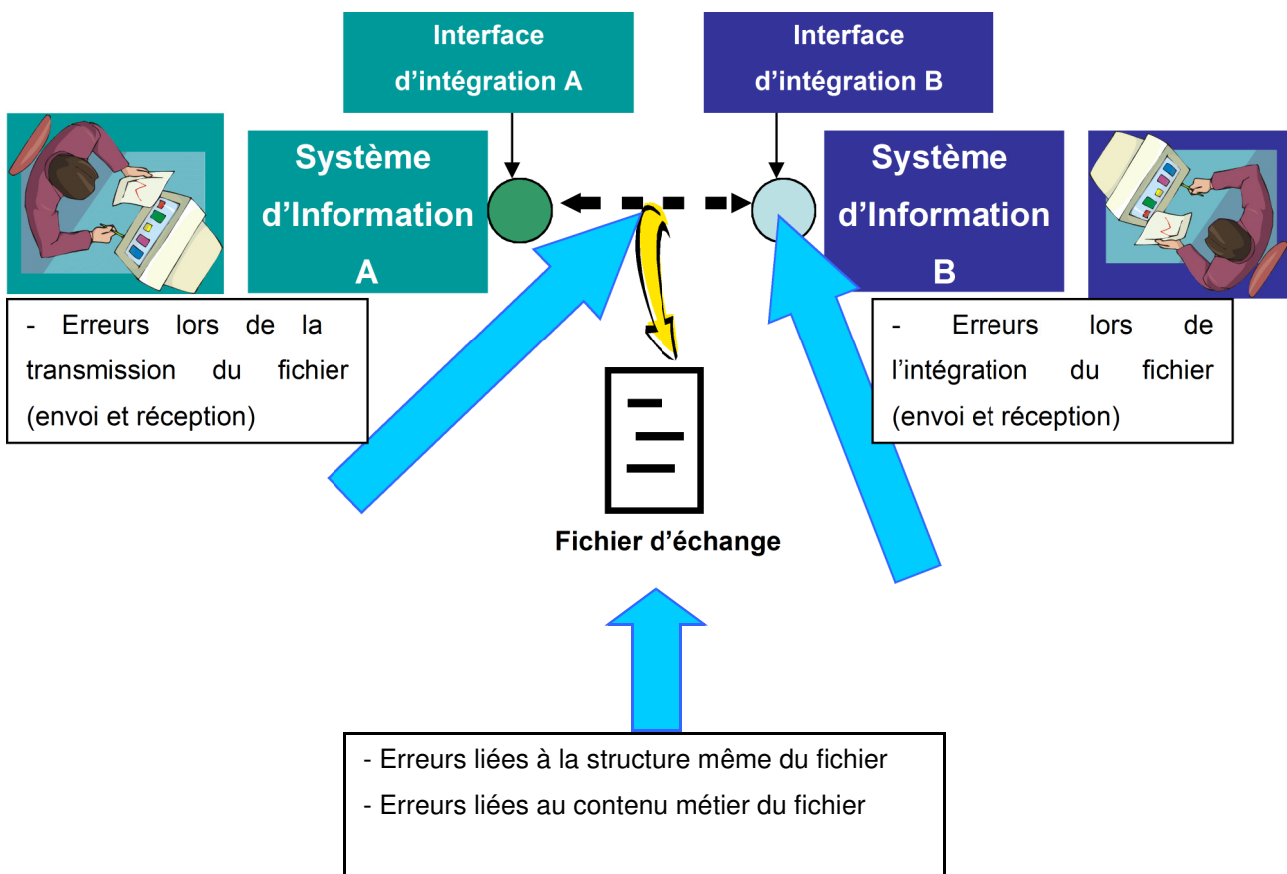 Interface
d'intégration A
Interface
d'intégration B
Système
d'Information
A
Système
d'Information
B
- Erreurs lors de la
transmission du fichier
(envoi et réception)
- Erreurs lors de
l'intégration du fichier
(envoi et réception)
Fichier d'échange
- Erreurs liées à la structure même du fichier
- Erreurs liées au contenu métier du fichier